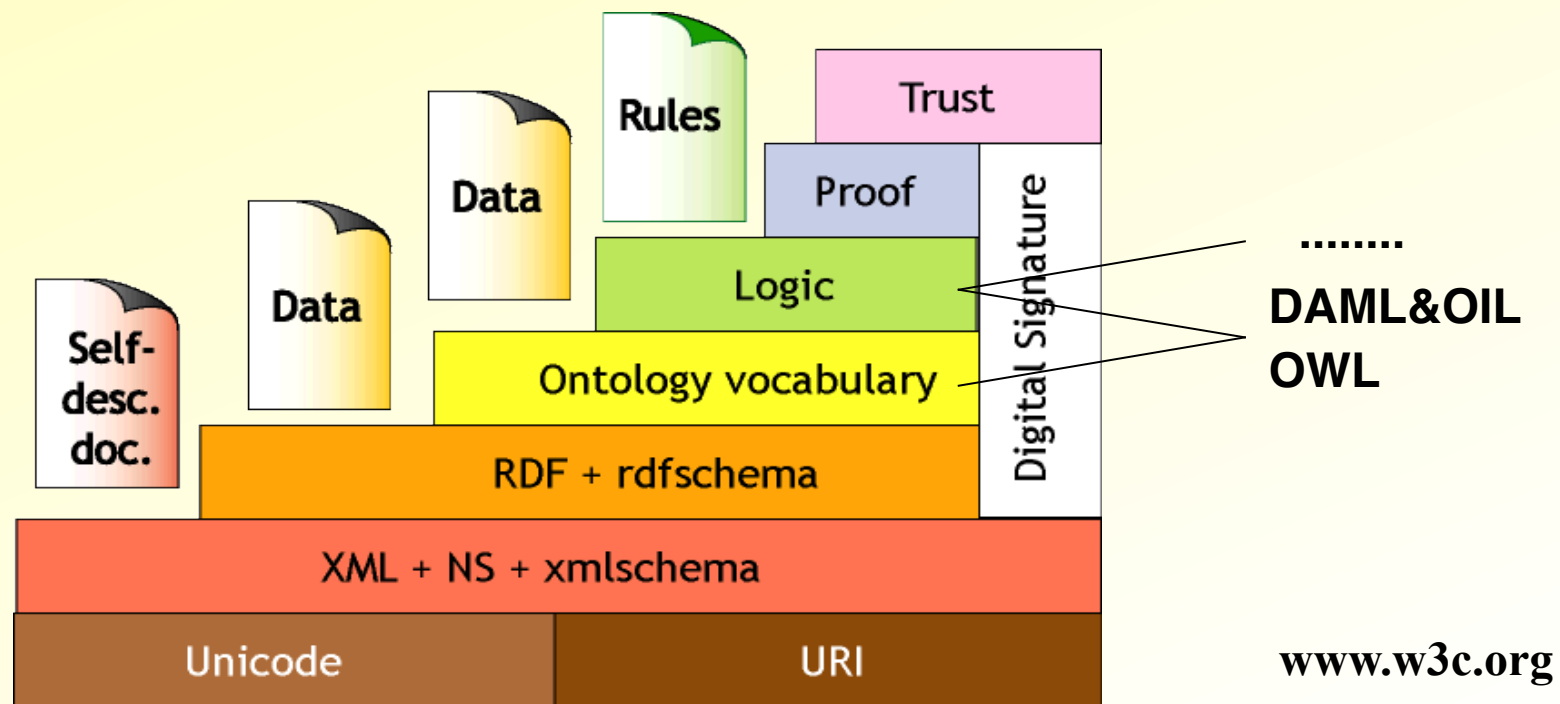 Trust
Rules
Proof
Data
Logic
........
Data
DAML&OIL
Self-
desc.
doc.
Ontology vocabulary
OWL
Digital Signature
RDF + rdfschema
XML + NS + xmlschema
Unicode
URI
www.w3c.org